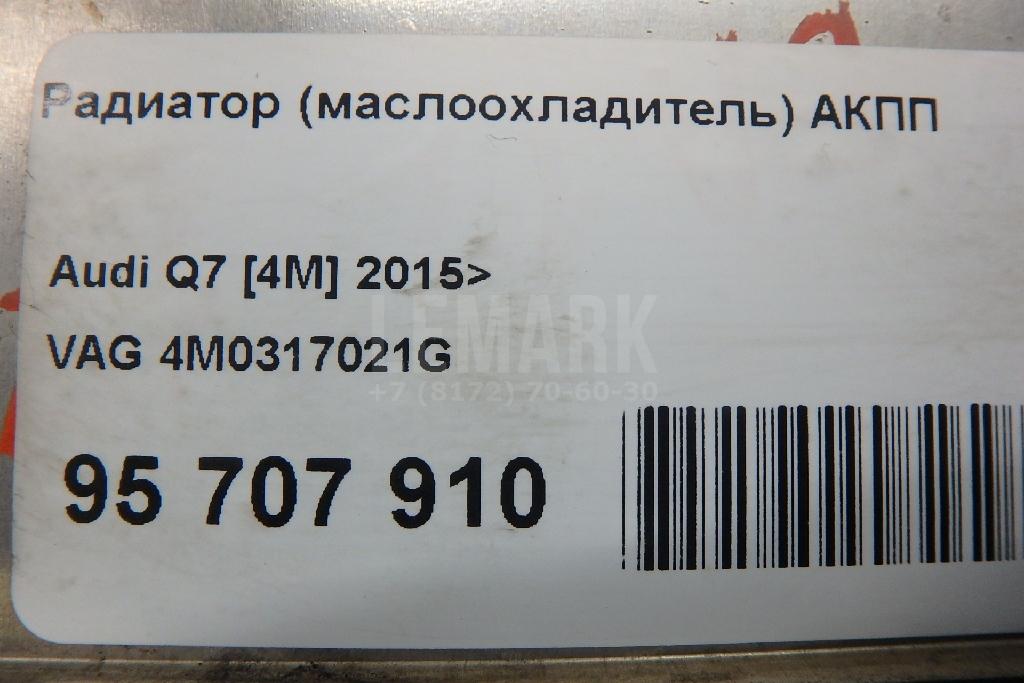 Радиатор (маслоохладитель) АКПП
Audi Q7 [4M] 2015>
LEMARK
VAG 4M0317021G
+7 (8172) 70-60-30
95 707 910